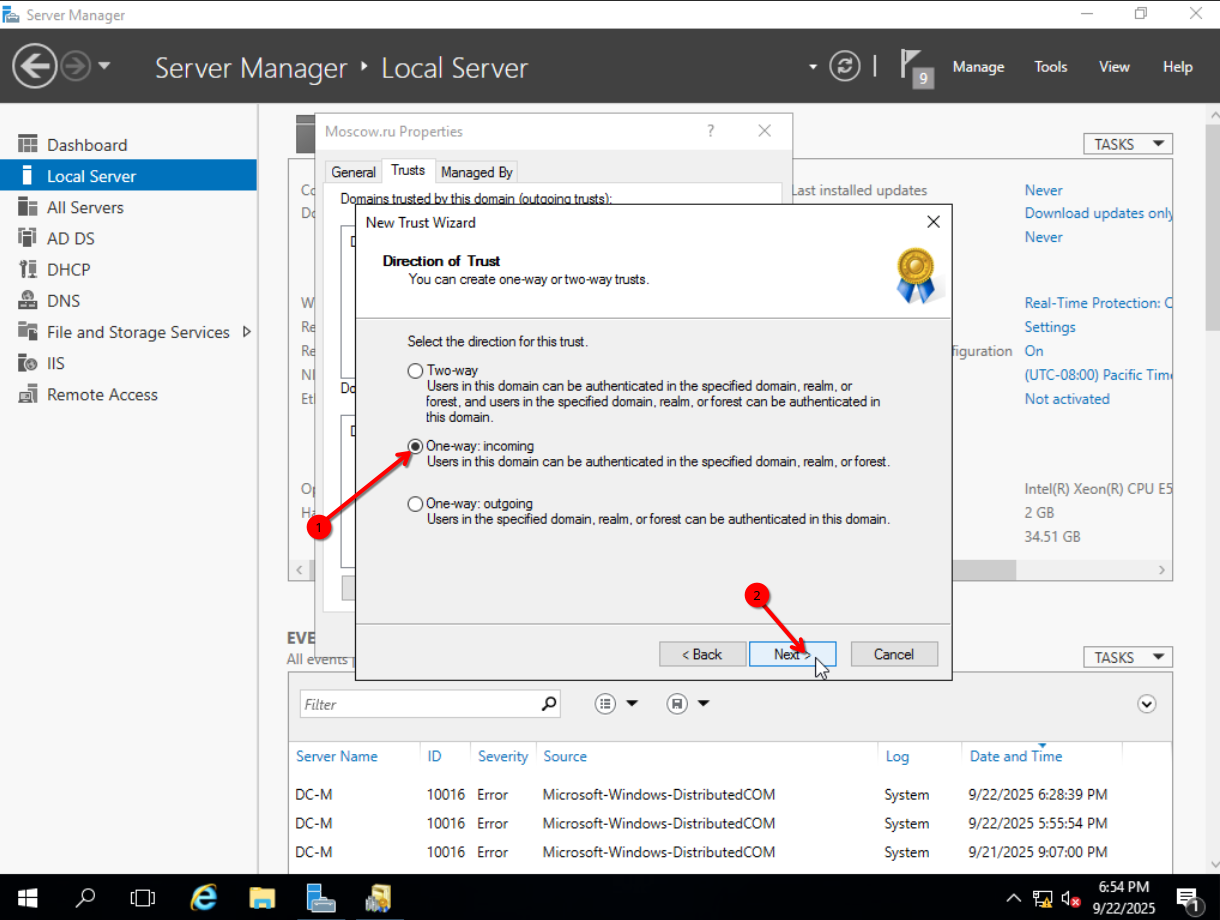 Server Manager
Server Manager ‣ Local Server
9
Manage
Tools
View
Help
Dashboard
Local Server
All Servers
AD DS
DHCP
DNS
File and Storage Services
IIS
Remote Access
TASKS
Last installed updates
Never
Download updates only
Never
Real-Time Protection:
Settings
On
(UTC-08:00) Pacific Time
Not activated
Intel(R) Xeon(R) CPU E5
2 GB
34.51 GB
Moscow.ru Properties
?
General
Trusts
Managed By
Domains trusted by this domain (outgoing trusts):
New Trust Wizard
Direction of Trust
You can create one-way or two-way trusts.
Select the direction for this trust.
Two-way
Users in this domain can be authenticated in the specified domain, realm, or
forest, and users in the specified domain, realm, or forest can be authenticated in
this domain.
One-way: incoming
Users in this domain can be authenticated in the specified domain, realm, or forest.
One-way: outgoing
Users in the specified domain, realm, or forest can be authenticated in this domain.
1
2
< Back
Next >
Cancel
All events
TASKS
Filter
Server Name ID Severity Source Log Date and Time
DC-M 10016 Error Microsoft-Windows-DistributedCOM System 9/22/2025 6:28:39 PM
DC-M 10016 Error Microsoft-Windows-DistributedCOM System 9/22/2025 5:55:54 PM
DC-M 10016 Error Microsoft-Windows-DistributedCOM System 9/21/2025 9:07:00 PM
6:54 PM
9/22/2025
1